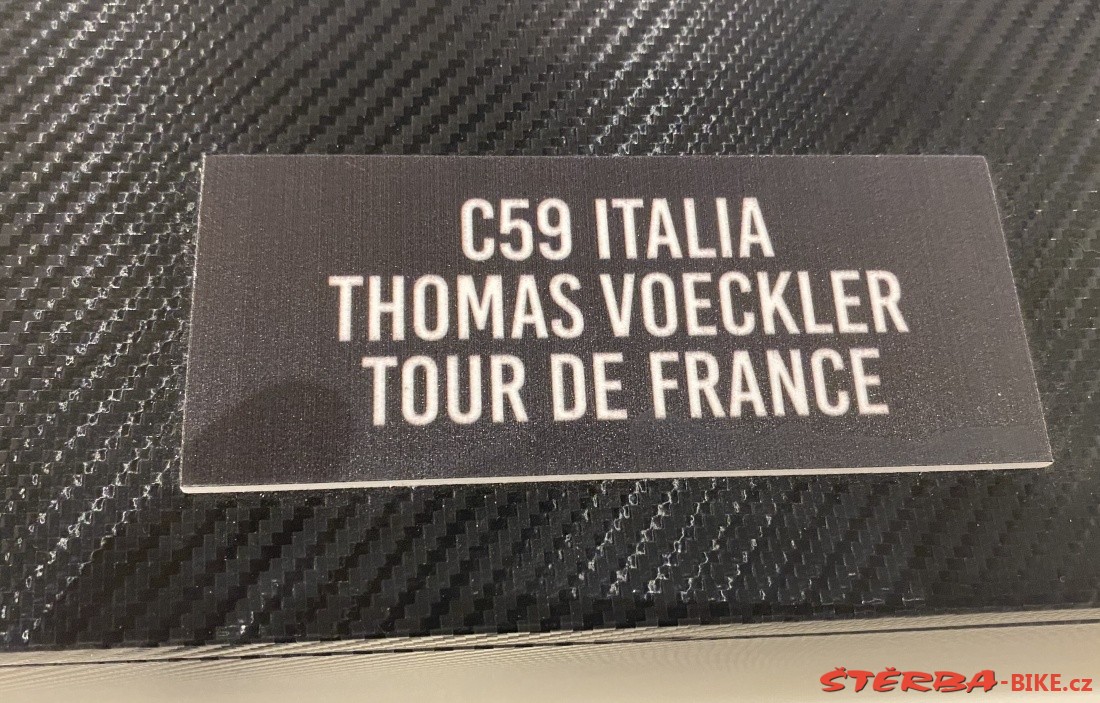 C59 ITALIA
THOMAS VOECKLER
TOUR DE FRANCE
ŠTĚRBA-BIKE.cz